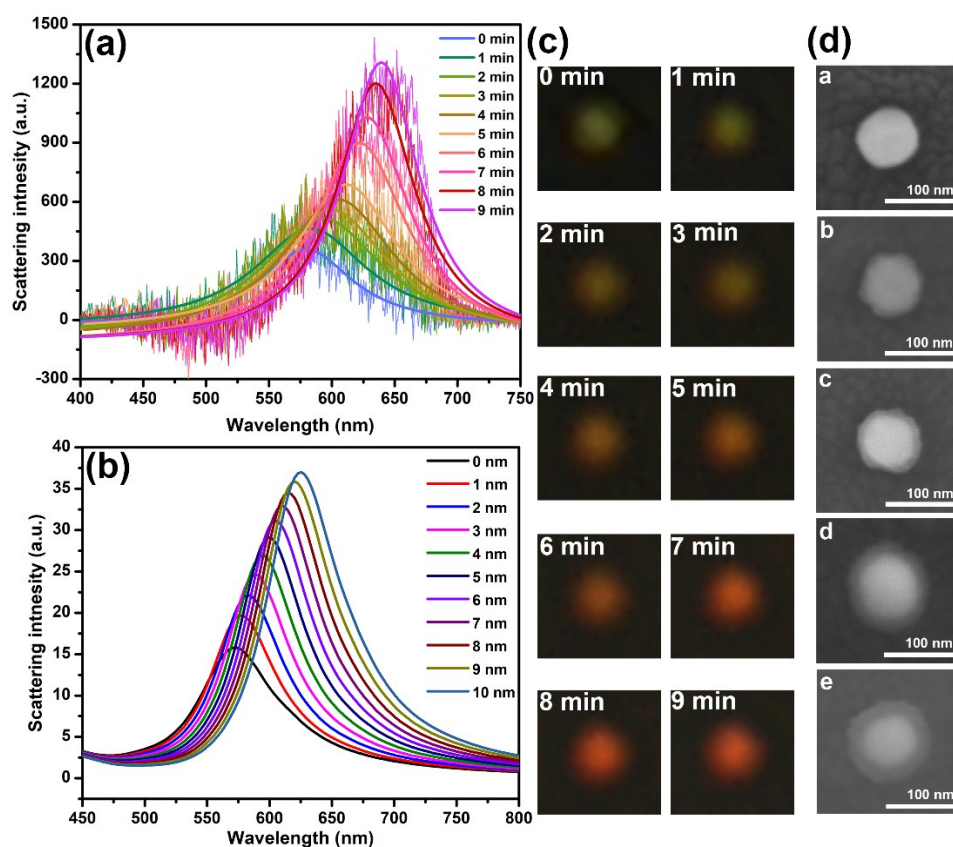 (a)
Scattering intnesity (a.u.)
1500
1200
900
600
300
0
-300
400 450 500 550 600 650 700 750
Wavelength (nm)
0 min
1 min
2 min
3 min
4 min
5 min
6 min
7 min
8 min
9 min
(b)
Scattering intnesity (a.u.)
40
35
30
25
20
15
10
5
0
450 500 550 600 650 700 750 800
Wavelength (nm)
0 nm
1 nm
2 nm
3 nm
4 nm
5 nm
6 nm
7 nm
8 nm
9 nm
10 nm
(c)
0 min 1 min
2 min 3 min
4 min 5 min
6 min 7 min
8 min 9 min
(d)
a
100 nm
b
100 nm
c
100 nm
d
100 nm
e
100 nm